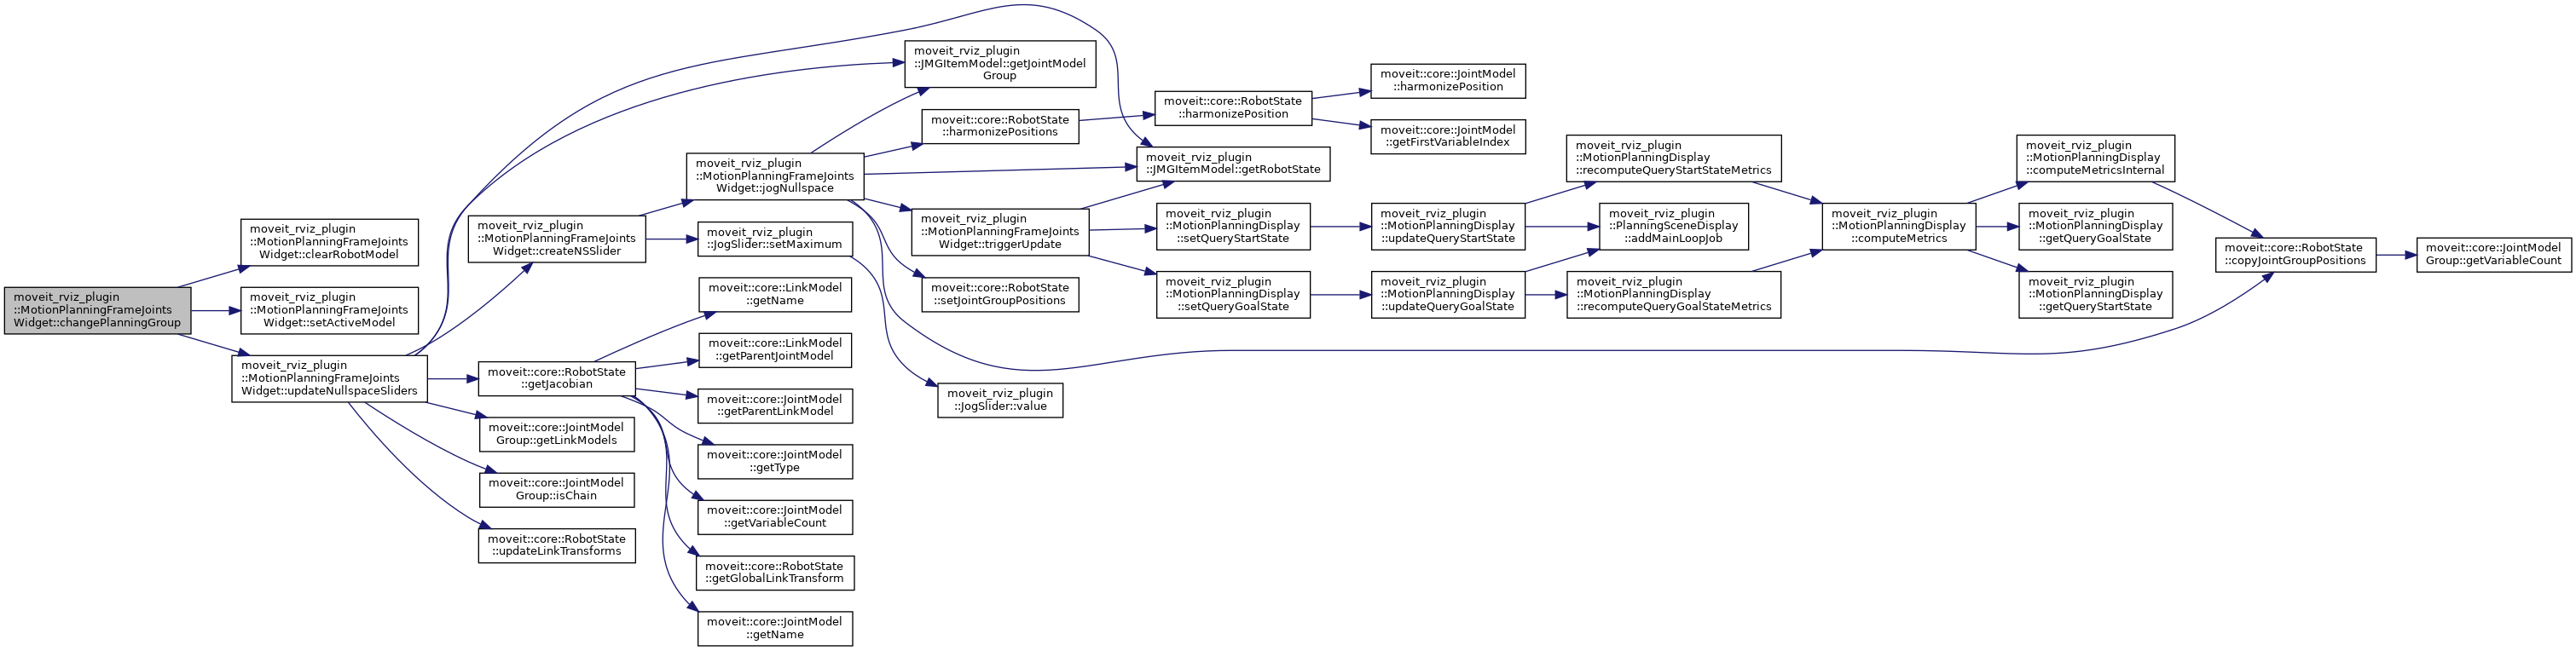 moveit_rviz_plugin
::MotionPlanningFrameJoints
Widget::changePlanningGroup
moveit_rviz_plugin
::MotionPlanningFrameJoints
Widget::clearRobotModel
moveit_rviz_plugin
::MotionPlanningFrameJoints
Widget::setActiveModel
moveit_rviz_plugin
::MotionPlanningFrameJoints
Widget::updateNullspaceSliders
moveit_rviz_plugin
::MotionPlanningFrameJoints
Widget::createNSSlider
moveit::core::RobotState
::getJacobian
moveit::core::JointModel
Group::getLinkModels
moveit::core::JointModel
Group::isChain
moveit::core::RobotState
::updateLinkTransforms
moveit_rviz_plugin
::MotionPlanningFrameJoints
Widget::jogNullspace
moveit_rviz_plugin
::JogSlider::setMaximum
moveit::core::LinkModel
::getName
moveit::core::LinkModel
::getParentJointModel
moveit::core::JointModel
::getParentLinkModel
moveit::core::JointModel
::getType
moveit::core::JointModel
::getVariableCount
moveit::core::RobotState
::getGlobalLinkTransform
moveit::core::JointModel
::getName
moveit_rviz_plugin
::JMGItemModel::getJointModel
Group
moveit::core::RobotState
::harmonizePositions
moveit_rviz_plugin
::MotionPlanningFrameJoints
Widget::triggerUpdate
moveit::core::RobotState
::setJointGroupPositions
moveit_rviz_plugin
::JogSlider::value
moveit::core::RobotState
::harmonizePosition
moveit_rviz_plugin
::JMGItemModel::getRobotState
moveit_rviz_plugin
::MotionPlanningDisplay
::setQueryStartState
moveit_rviz_plugin
::MotionPlanningDisplay
::setQueryGoalState
moveit::core::JointModel
::harmonizePosition
moveit::core::JointModel
::getFirstVariableIndex
moveit_rviz_plugin
::MotionPlanningDisplay
::updateQueryStartState
moveit_rviz_plugin
::MotionPlanningDisplay
::updateQueryGoalState
moveit_rviz_plugin
::MotionPlanningDisplay
::recomputeQueryStartStateMetrics
moveit_rviz_plugin
::PlanningSceneDisplay
::addMainLoopJob
moveit_rviz_plugin
::MotionPlanningDisplay
::recomputeQueryGoalStateMetrics
moveit_rviz_plugin
::MotionPlanningDisplay
::computeMetrics
moveit_rviz_plugin
::MotionPlanningDisplay
::computeMetricsInternal
moveit_rviz_plugin
::MotionPlanningDisplay
::getQueryGoalState
moveit_rviz_plugin
::MotionPlanningDisplay
::getQueryStartState
moveit::core::RobotState
::copyJointGroupPositions
moveit::core::JointModel
Group::getVariableCount